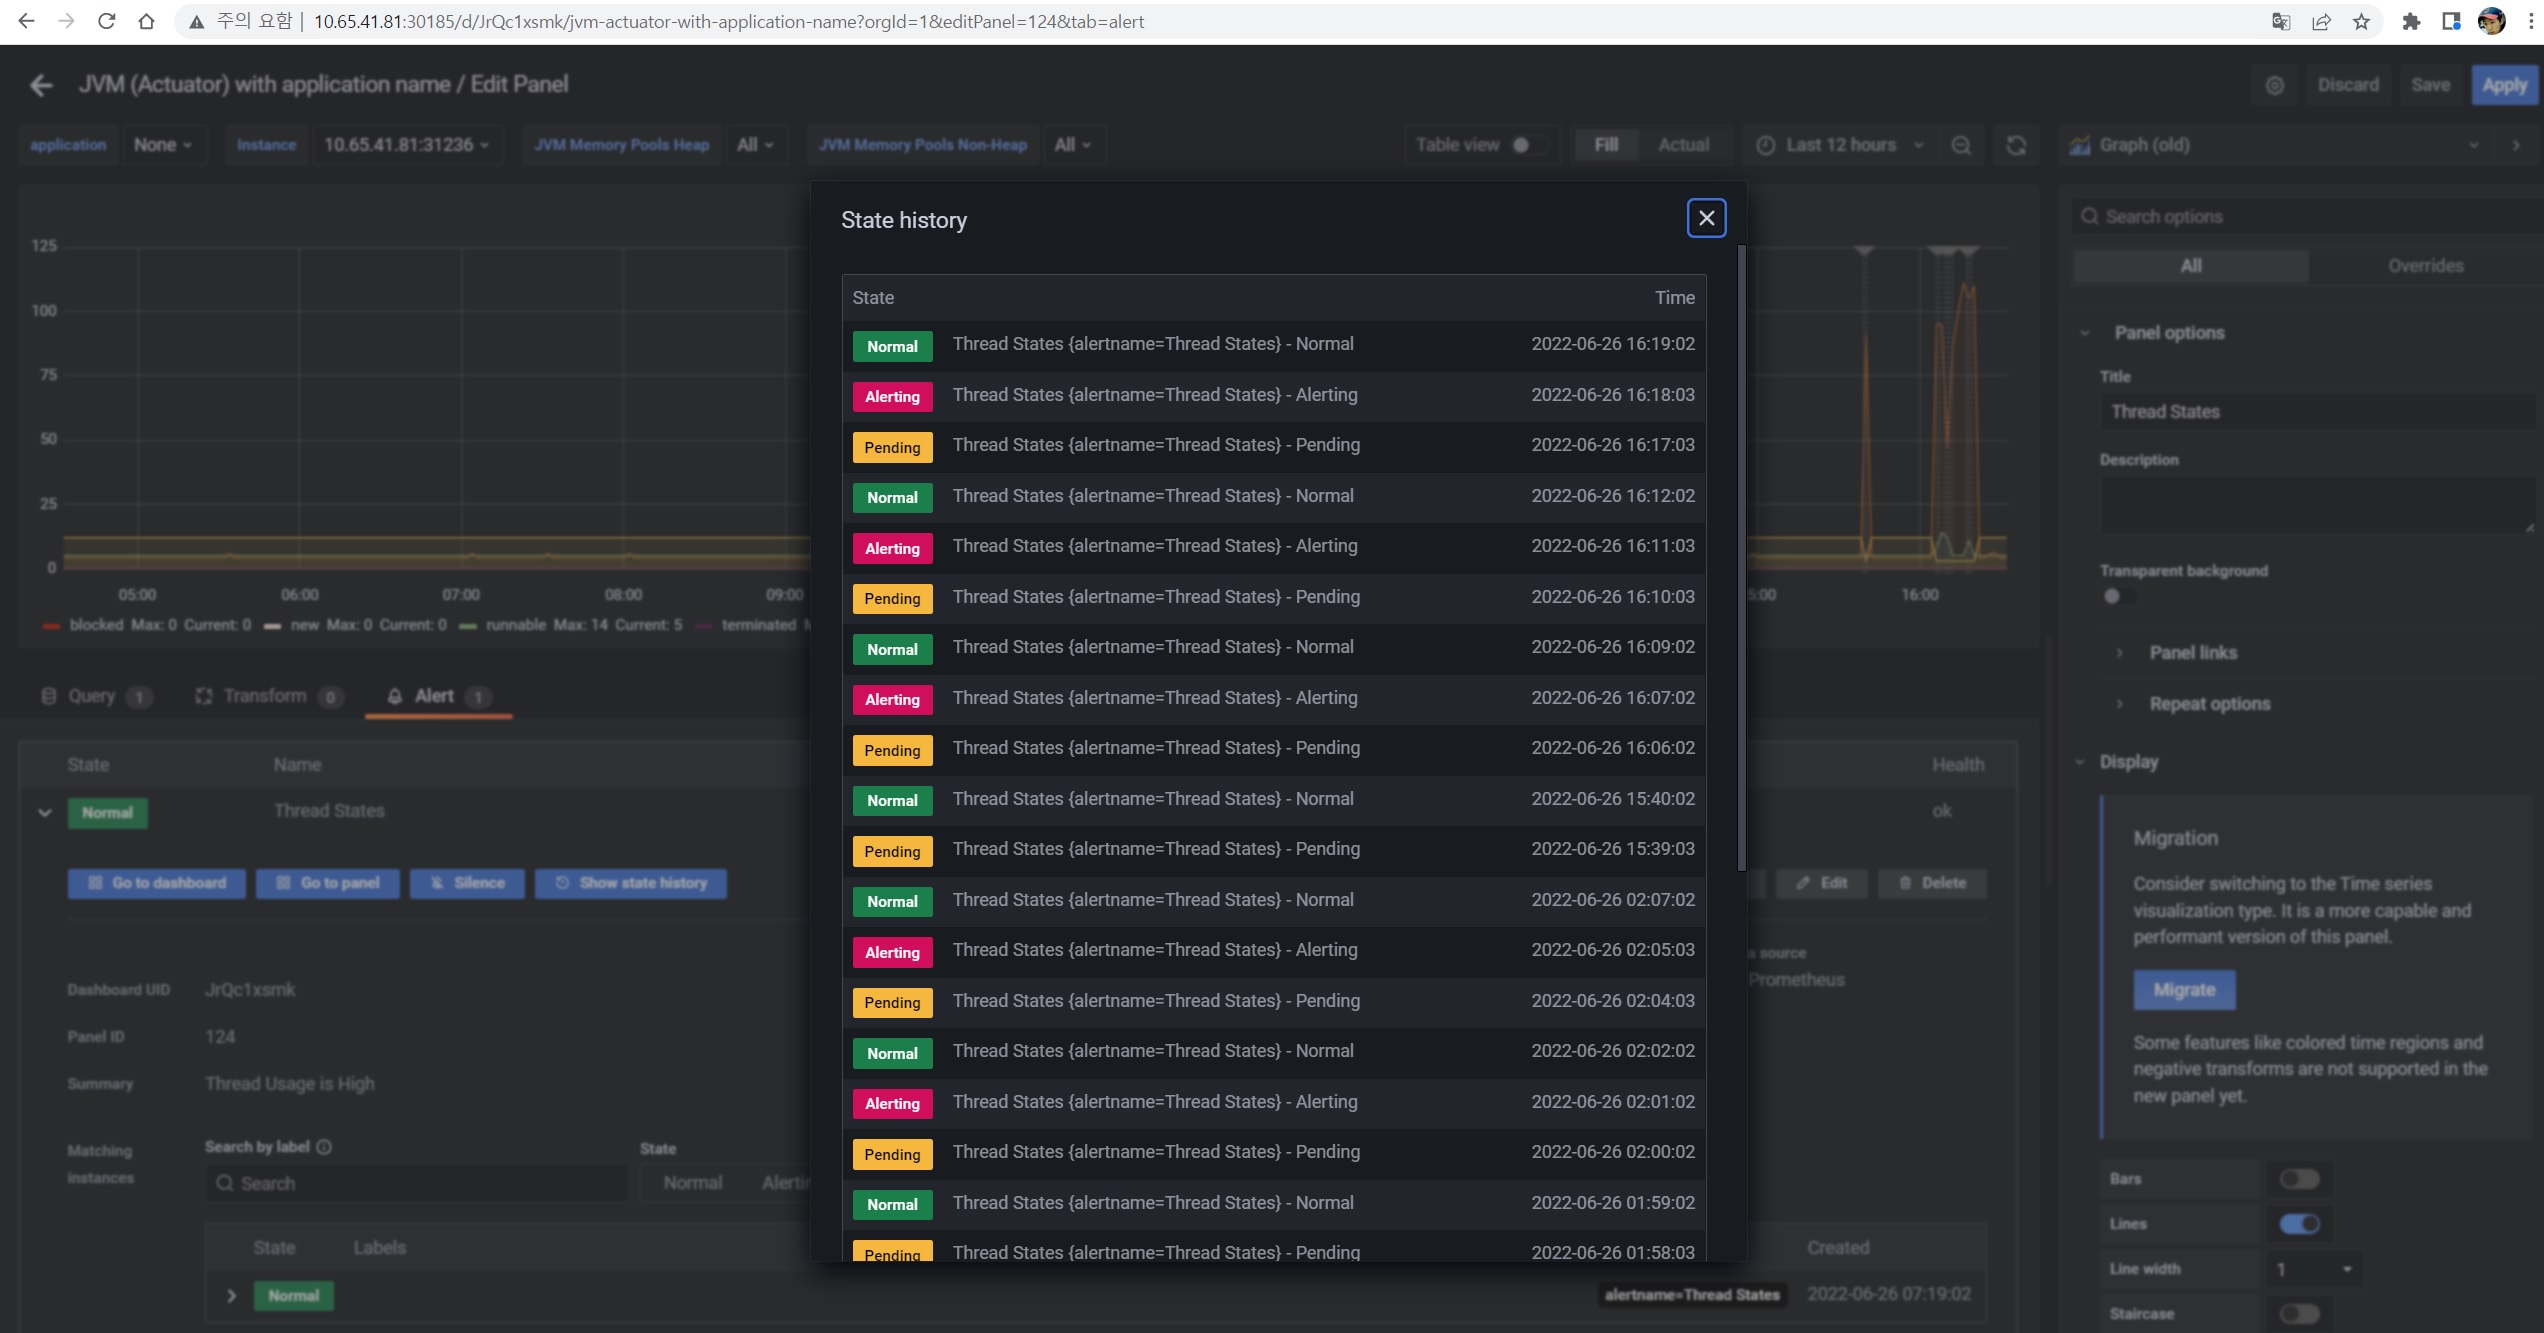 주의 요함 | 10.65.41.81:30185/d/JrQc1xsmk/jvm-actuator-with-application-name?orgId=1&editPanel=124&tab=alert
JVM (Actuator) with application name / Edit Panel
Discard Save Apply
application None Instance 10.65.41.81:31236 JVM Memory Pools Heap All JVM Memory Pools Non-Heap All Table view Fill Actual Last 12 hours Graph (old)
State history
Search options
125
All Overrides
State Time
100
Normal Thread States {alertname=Thread States} - Normal 2022-06-26 16:19:02
Panel options
75
Title
Alerting Thread States {alertname=Thread States} - Alerting 2022-06-26 16:18:03
Thread States
50
Pending Thread States {alertname=Thread States} - Pending 2022-06-26 16:17:03
Description
25
Normal Thread States {alertname=Thread States} - Normal 2022-06-26 16:12:02
0
Alerting Thread States {alertname=Thread States} - Alerting 2022-06-26 16:11:03
Transparent background
05:00 06:00 07:00 08:00 09:00 5:00 16:00
Pending Thread States {alertname=Thread States} - Pending 2022-06-26 16:10:03
blocked Max: 0 Current: 0 new Max: 0 Current: 0 runnable Max: 14 Current: 5 terminated
Normal Thread States {alertname=Thread States} - Normal 2022-06-26 16:09:02
Panel links
Query 1 Transform 0 Alert 1
Alerting Thread States {alertname=Thread States} - Alerting 2022-06-26 16:07:02
Repeat options
Pending Thread States {alertname=Thread States} - Pending 2022-06-26 16:06:02
State Name Health
Display
Normal Thread States {alertname=Thread States} - Normal 2022-06-26 15:40:02
Normal Thread States ok
Migration
Pending Thread States {alertname=Thread States} - Pending 2022-06-26 15:39:03
Go to dashboard Go to panel Silence Show state history Edit Delete
Consider switching to the Time series
visualization type. It is a more capable and
performant version of this panel.
Normal Thread States {alertname=Thread States} - Normal 2022-06-26 02:07:02
Alerting Thread States {alertname=Thread States} - Alerting 2022-06-26 02:05:03
a source
Prometheus
Dashboard UID JrQc1xsmk
Migrate
Pending Thread States {alertname=Thread States} - Pending 2022-06-26 02:04:03
Panel ID 124
Normal Thread States {alertname=Thread States} - Normal 2022-06-26 02:02:02
Some features like colored time regions and
negative transforms are not supported in the
new panel yet.
Summary Thread Usage is High
Alerting Thread States {alertname=Thread States} - Alerting 2022-06-26 02:01:02
Matching instances
Search by label State
Pending Thread States {alertname=Thread States} - Pending 2022-06-26 02:00:02
Search Normal
Bars
Normal Thread States {alertname=Thread States} - Normal 2022-06-26 01:59:02
Lines
Pending Thread States {alertname=Thread States} - Pending 2022-06-26 01:58:03
State Labels Created
Line width 1
Normal alertname=Thread States 2022-06-26 07:19:02
Staircase